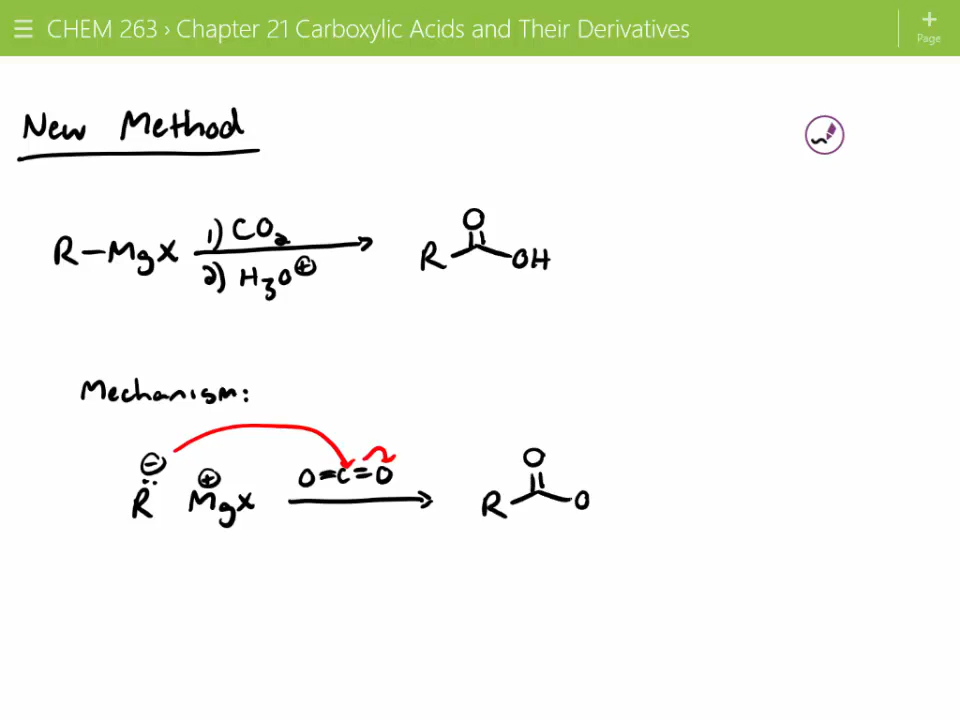 CHEM 263 › Chapter 21 Carboxylic Acids and Their Derivatives
+
Page
New Method
R-MgX 1) CO₂
2) H₃O⊕
O
R OH
Mechanism:
⊖ ⊕ O=C=O
R̈ MgX
O
R O